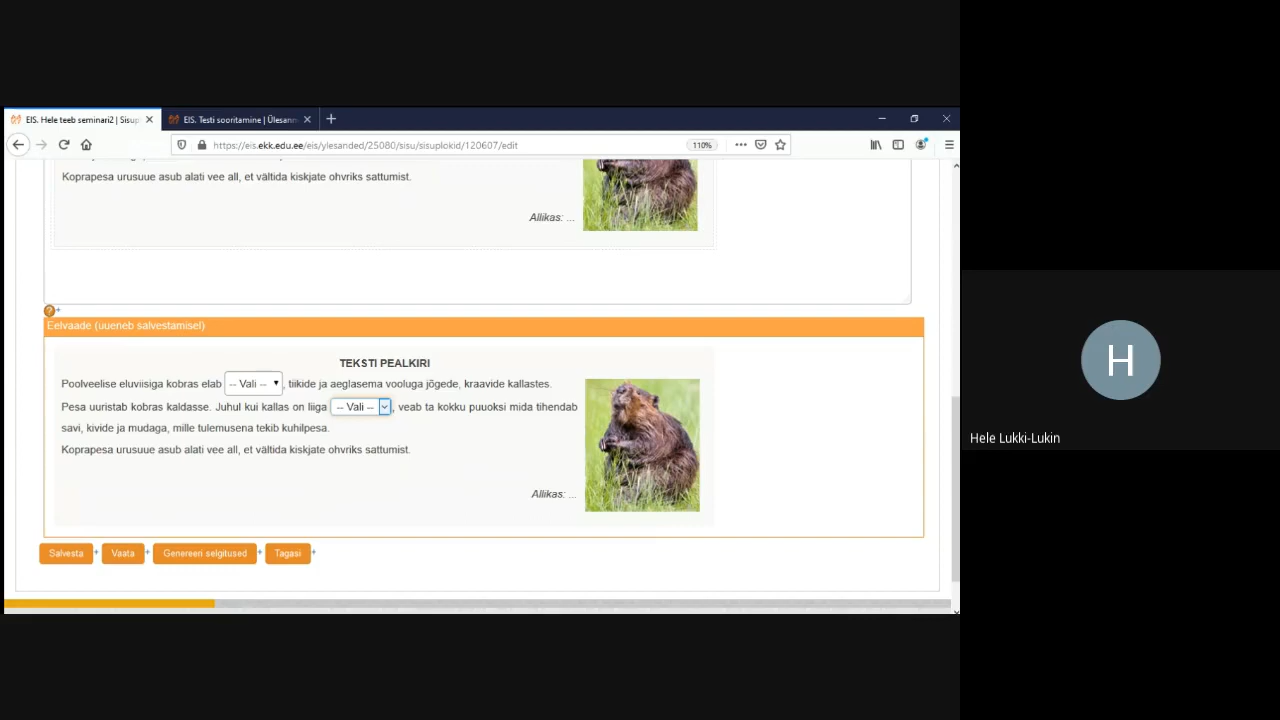 EIS. Hele teeb seminari2 | Sisup
EIS. Testi sooritamine | Ülesann
https://eis.ekk.edu.ee/eis/ylesanded/25080/sisu/sisuplokid/120607/edit
110%
Koprapesa urusuue asub alati vee all, et vältida kiskjate ohvriks sattumist.
Allikas: ...
Eelvaade (uueneb salvestamisel)
TEKSTI PEALKIRI
Poolveelise eluviisiga kobras elab -- Vali --, tiikide ja aeglasema vooluga jõgede, kraavide kallastes.
Pesa uuristab kobras kaldasse. Juhul kui kallas on liiga -- Vali --, veab ta kokku puuoksi mida tihendab
savi, kivide ja mudaga, mille tulemusena tekib kuhilpesa.
Koprapesa urusuue asub alati vee all, et vältida kiskjate ohvriks sattumist.
Allikas: ...
Salvesta + Vaata + Genereeri selgitused + Tagasi +
H
Hele Lukki-Lukin